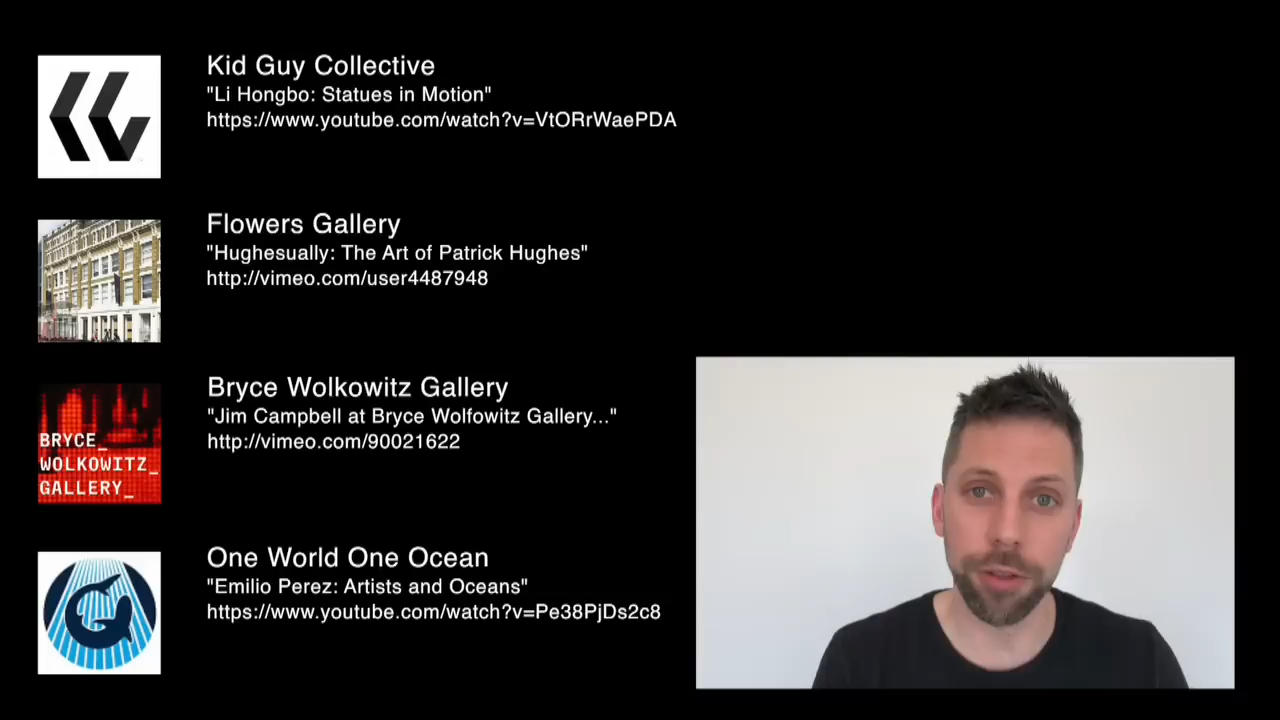 Kid Guy Collective
"Li Hongbo: Statues in Motion"
https://www.youtube.com/watch?v=VtORrWaePDA
Flowers Gallery
"Hughesually: The Art of Patrick Hughes"
http://vimeo.com/user4487948
BRYCE_
WOLKOWITZ_
GALLERY_
Bryce Wolkowitz Gallery
"Jim Campbell at Bryce Wolfowitz Gallery..."
http://vimeo.com/90021622
One World One Ocean
"Emilio Perez: Artists and Oceans"
https://www.youtube.com/watch?v=Pe38PjDs2c8